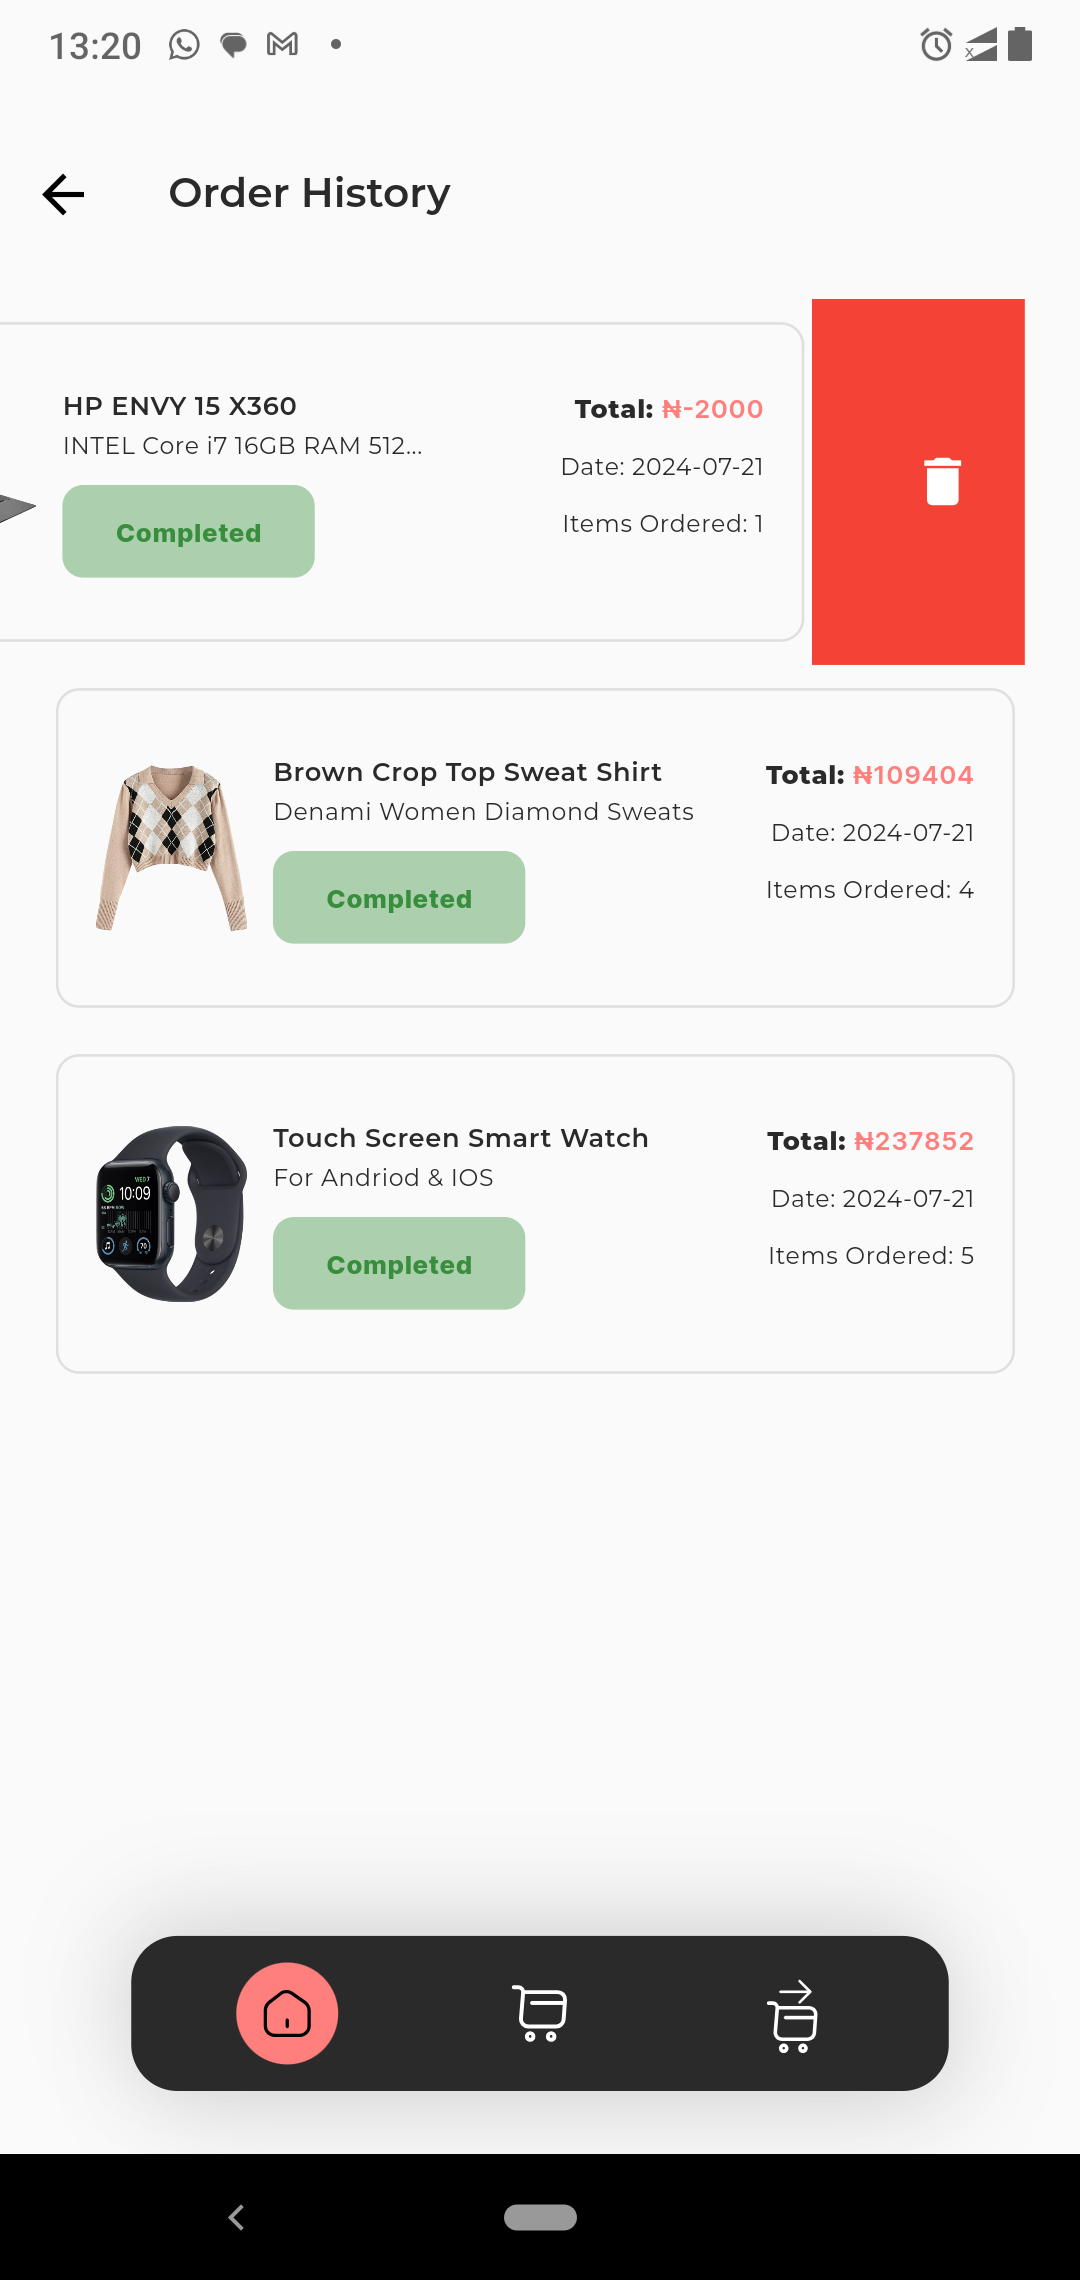 13:20
Order History
HP ENVY 15 X360
INTEL Core i7 16GB RAM 512...
Completed
Total: ₦-2000
Date: 2024-07-21
Items Ordered: 1
Brown Crop Top Sweat Shirt
Denami Women Diamond Sweats
Completed
Total: ₦109404
Date: 2024-07-21
Items Ordered: 4
WED 7
10:09
Touch Screen Smart Watch
For Andriod & IOS
Completed
Total: ₦237852
Date: 2024-07-21
Items Ordered: 5